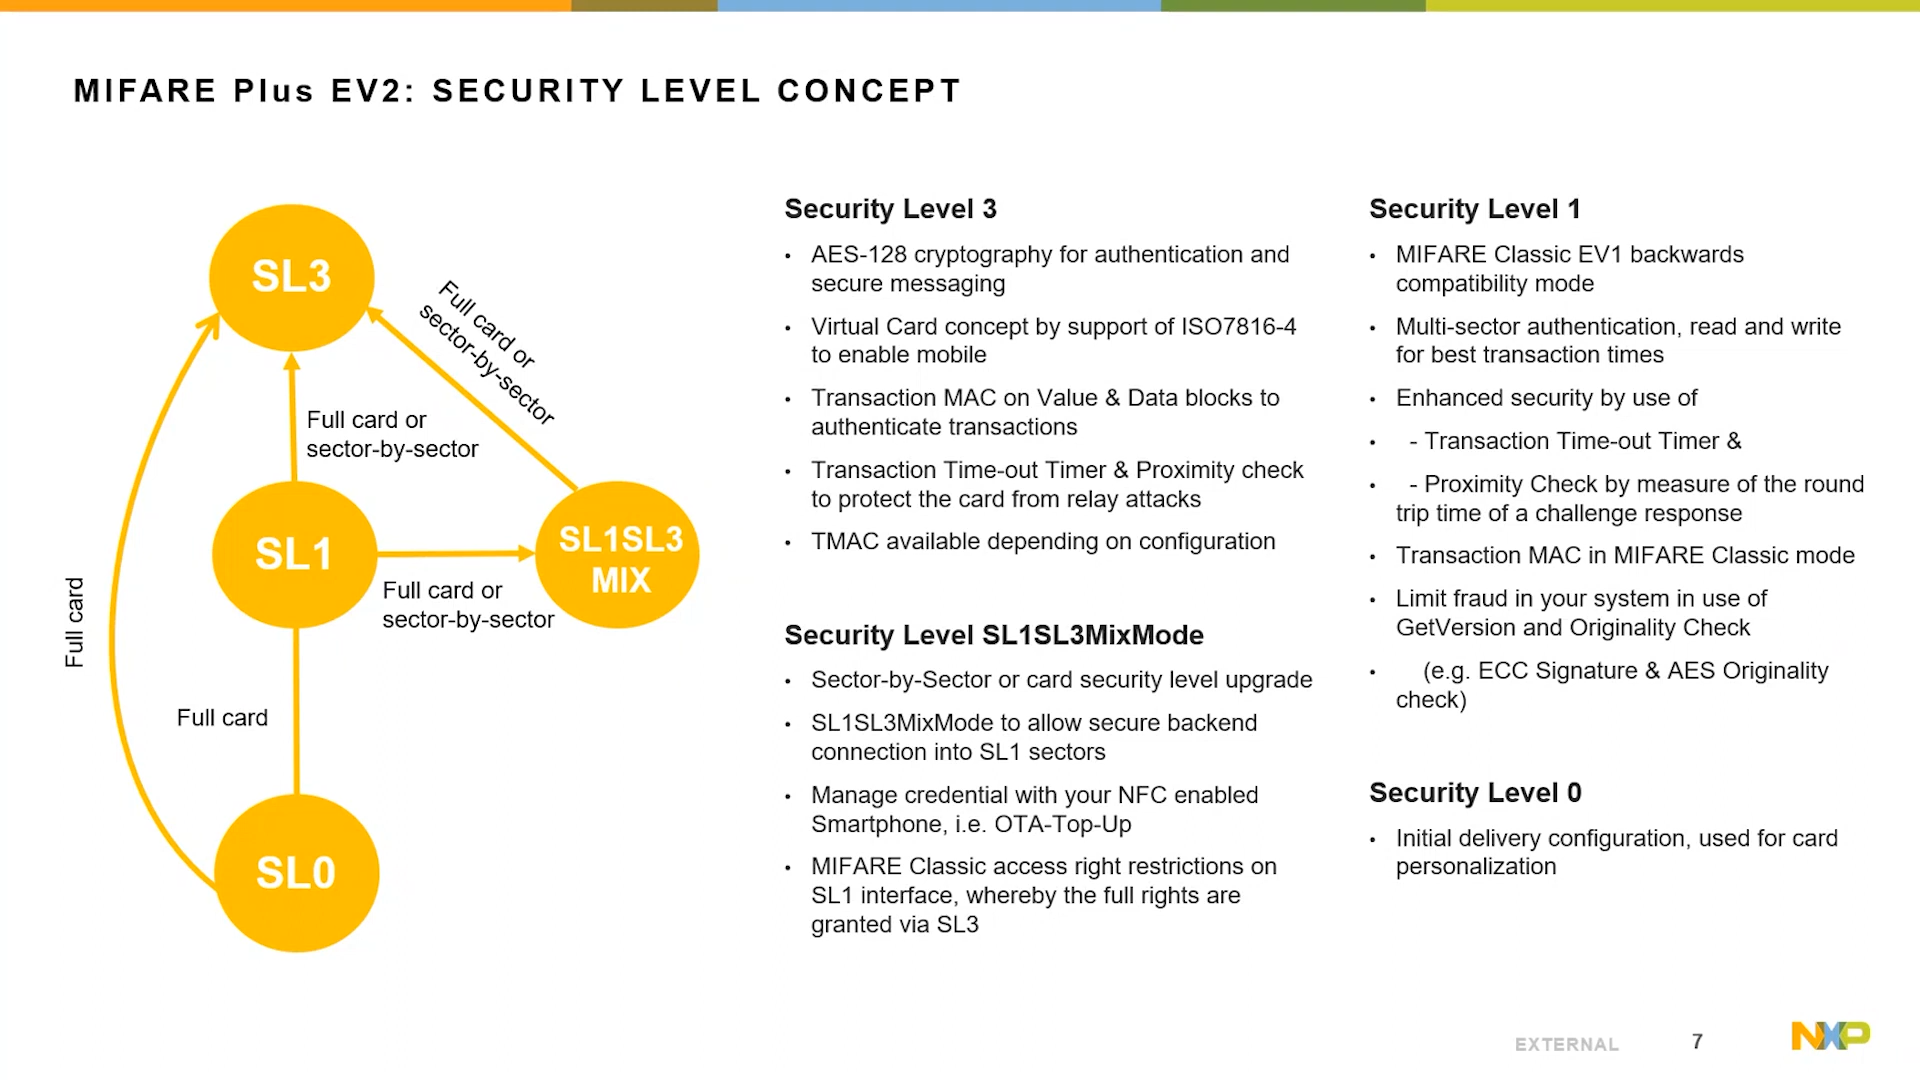 MIFARE Plus EV2: SECURITY LEVEL CONCEPT
SL3
Full card or
sector-by-sector
Full card or
sector-by-sector
SL1
SL1SL3
MIX
Full card or
sector-by-sector
Full card
Full card
SL0
Security Level 3
• AES-128 cryptography for authentication and
secure messaging
• Virtual Card concept by support of ISO7816-4
to enable mobile
• Transaction MAC on Value & Data blocks to
authenticate transactions
• Transaction Time-out Timer & Proximity check
to protect the card from relay attacks
• TMAC available depending on configuration
Security Level SL1SL3MixMode
• Sector-by-Sector or card security level upgrade
• SL1SL3MixMode to allow secure backend
connection into SL1 sectors
• Manage credential with your NFC enabled
Smartphone, i.e. OTA-Top-Up
• MIFARE Classic access right restrictions on
SL1 interface, whereby the full rights are
granted via SL3
Security Level 1
• MIFARE Classic EV1 backwards
compatibility mode
• Multi-sector authentication, read and write
for best transaction times
• Enhanced security by use of
• - Transaction Time-out Timer &
• - Proximity Check by measure of the round
trip time of a challenge response
• Transaction MAC in MIFARE Classic mode
• Limit fraud in your system in use of
GetVersion and Originality Check
• (e.g. ECC Signature & AES Originality
check)
Security Level 0
• Initial delivery configuration, used for card
personalization
EXTERNAL
7
NXP